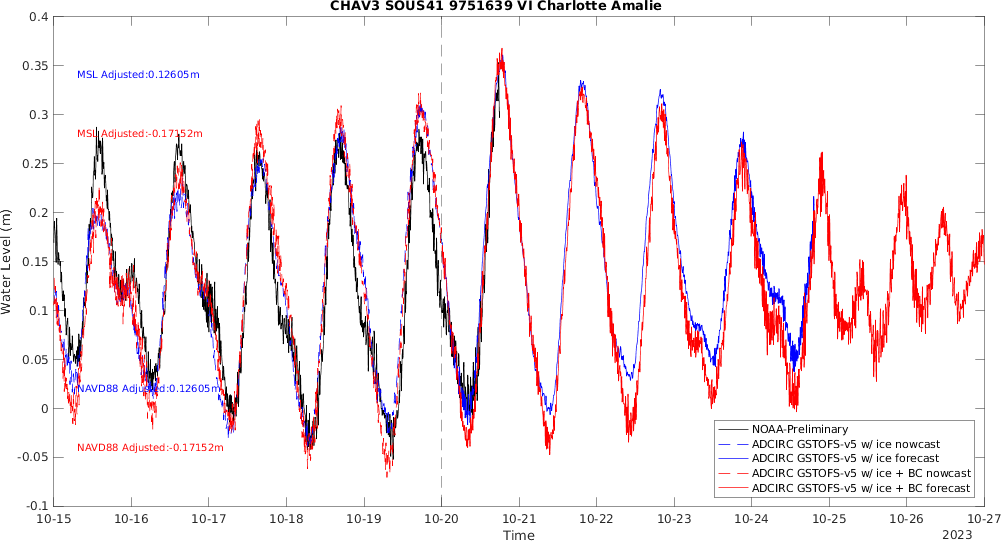 CHAV3 SOUS41 9751639 VI Charlotte Amalie
0.4
0.35
0.3
0.25
0.2
0.15
0.1
0.05
0
-0.05
-0.1
Water Level (m)
MSL Adjusted:0.12605m
MSL Adjusted:-0.17152m
NAVD88 Adjusted:0.12605m
NAVD88 Adjusted:-0.17152m
NOAA-Preliminary
ADCIRC GSTOFS-v5 w/ ice nowcast
ADCIRC GSTOFS-v5 w/ ice forecast
ADCIRC GSTOFS-v5 w/ ice + BC nowcast
ADCIRC GSTOFS-v5 w/ ice + BC forecast
10-15 10-16 10-17 10-18 10-19 10-20 10-21 10-22 10-23 10-24 10-25 10-26 10-27
Time
2023